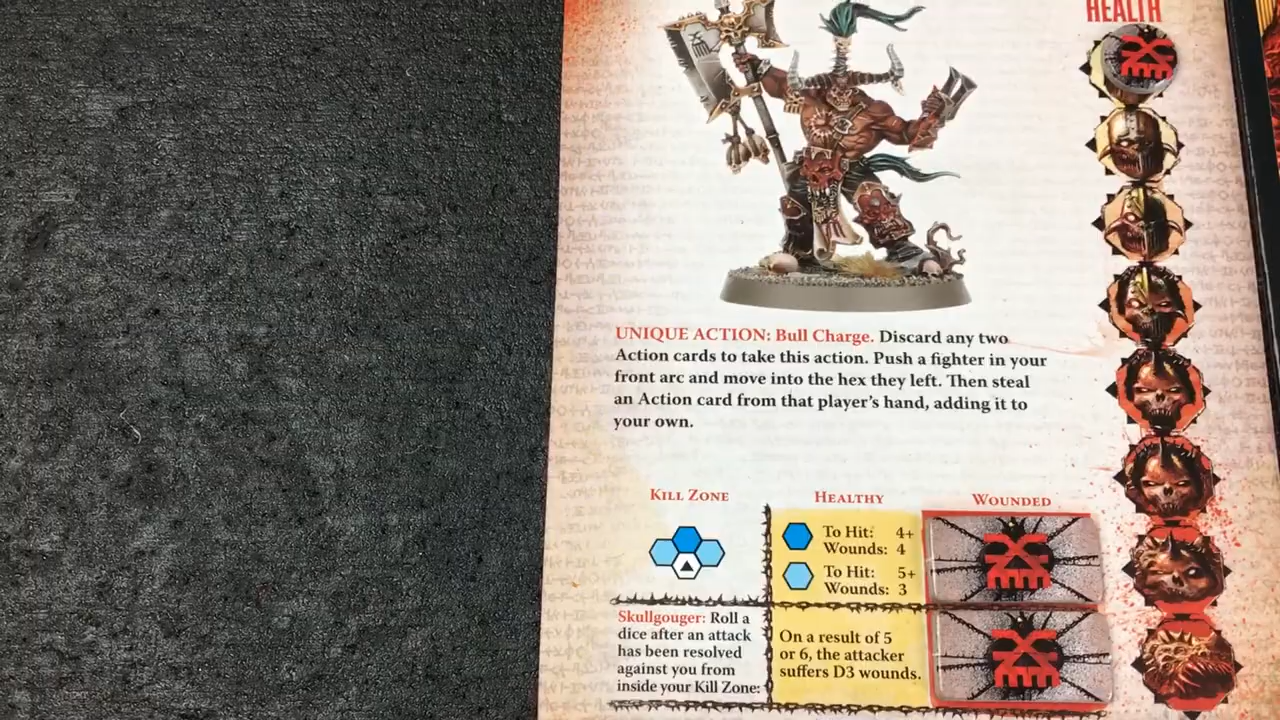 HEALTH
UNIQUE ACTION: Bull Charge. Discard any two
Action cards to take this action. Push a fighter in your
front arc and move into the hex they left. Then steal
an Action card from that player's hand, adding it to
your own.
KILL ZONE
HEALTHY
WOUNDED
To Hit: 4+
Wounds: 4
To Hit: 5+
Wounds: 3
Skullgouger: Roll a
dice after an attack
has been resolved
against you from
inside your Kill Zone:
On a result of 5
or 6, the attacker
suffers D3 wounds.